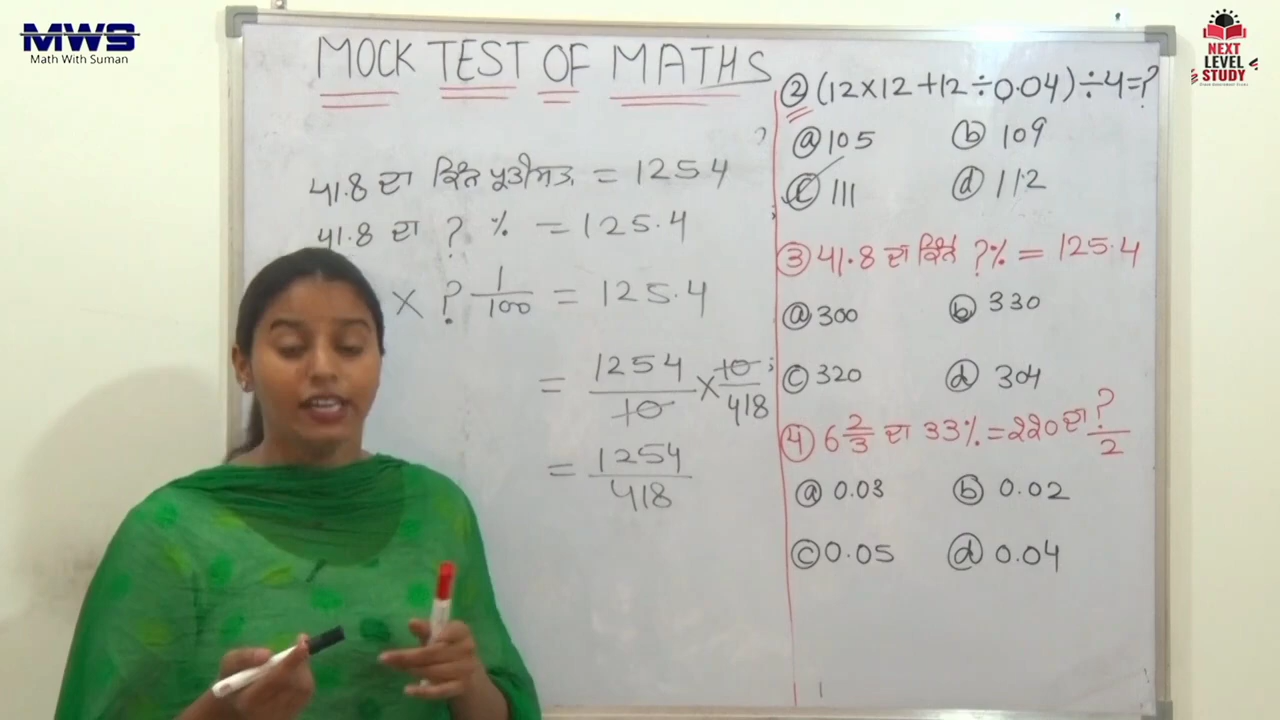 MWS
Math With Suman
NEXT
LEVEL
STUDY
MOCK TEST OF MATHS
41.8 ਦਾ ਕਿੰਨੇ ਪ੍ਰਤੀਸ਼ਤ = 1254
41.8 ਦਾ ? % = 125.4
× ? 1/100 = 125.4
= 1254/10 × 10/418
= 1254/418
② (12×12+12÷0.04)÷4=?
ⓐ 105 ⓑ 109
ⓒ 111 ⓓ 112
③ 41.8 ਦਾ ਕਿੰਨੇ ?% = 125.4
ⓐ 300 ⓑ 330
ⓒ 320 ⓓ 304
④ 6 2/3 ਦਾ 33% = 220 ਦਾ ?/2
ⓐ 0.03 ⓑ 0.02
ⓒ 0.05 ⓓ 0.04